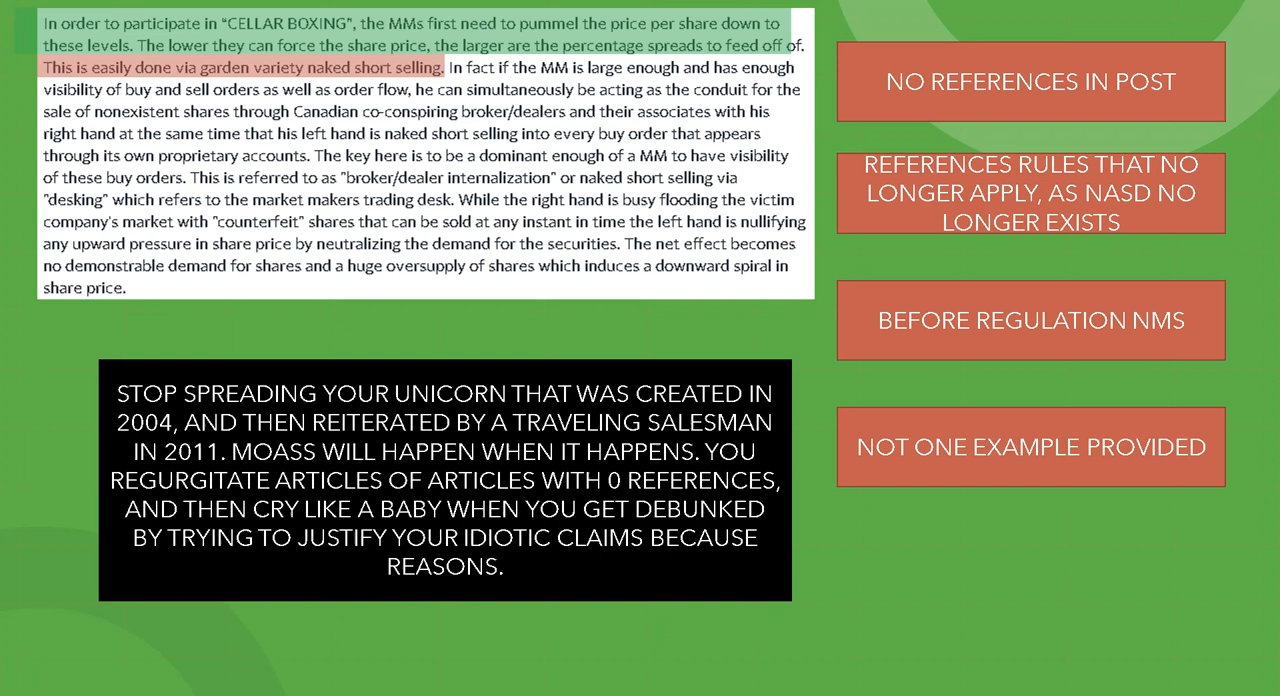 In order to participate in "CELLAR BOXING", the MMs first need to pummel the price per share down to
these levels. The lower they can force the share price, the larger are the percentage spreads to feed off of.
This is easily done via garden variety naked short selling. In fact if the MM is large enough and has enough
visibility of buy and sell orders as well as order flow, he can simultaneously be acting as the conduit for the
sale of nonexistent shares through Canadian co-conspiring broker/dealers and their associates with his
right hand at the same time that his left hand is naked short selling into every buy order that appears
through its own proprietary accounts. The key here is to be a dominant enough of a MM to have visibility
of these buy orders. This is referred to as "broker/dealer internalization" or naked short selling via
"desking" which refers to the market makers trading desk. While the right hand is busy flooding the victim
company's market with "counterfeit" shares that can be sold at any instant in time the left hand is nullifying
any upward pressure in share price by neutralizing the demand for the securities. The net effect becomes
no demonstrable demand for shares and a huge oversupply of shares which induces a downward spiral in
share price.
NO REFERENCES IN POST
REFERENCES RULES THAT NO
LONGER APPLY, AS NASD NO
LONGER EXISTS
BEFORE REGULATION NMS
NOT ONE EXAMPLE PROVIDED
STOP SPREADING YOUR UNICORN THAT WAS CREATED IN
2004, AND THEN REITERATED BY A TRAVELING SALESMAN
IN 2011. MOASS WILL HAPPEN WHEN IT HAPPENS. YOU
REGURGITATE ARTICLES OF ARTICLES WITH 0 REFERENCES,
AND THEN CRY LIKE A BABY WHEN YOU GET DEBUNKED
BY TRYING TO JUSTIFY YOUR IDIOTIC CLAIMS BECAUSE
REASONS.